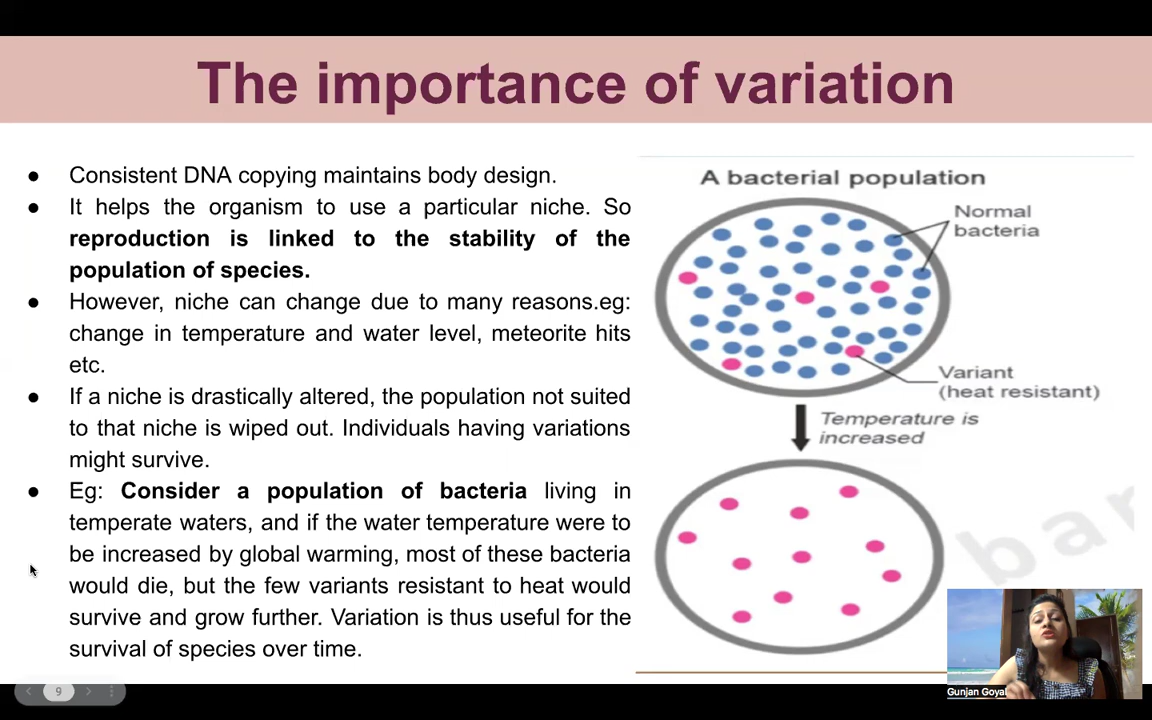 The importance of variation
● Consistent DNA copying maintains body design.
● It helps the organism to use a particular niche. So
reproduction is linked to the stability of the
population of species.
● However, niche can change due to many reasons.eg:
change in temperature and water level, meteorite hits
etc.
● If a niche is drastically altered, the population not suited
to that niche is wiped out. Individuals having variations
might survive.
● Eg: Consider a population of bacteria living in
temperate waters, and if the water temperature were to
be increased by global warming, most of these bacteria
would die, but the few variants resistant to heat would
survive and grow further. Variation is thus useful for the
survival of species over time.
A bacterial population
Normal
bacteria
Variant
(heat resistant)
Temperature is
increased
bar
9
Gunjan Goyal